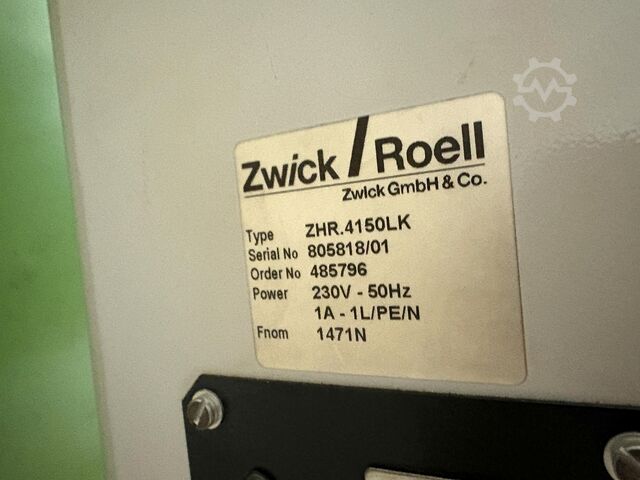 Zwick / Roell
Zwick GmbH & Co.
Type ZHR.4150LK
Serial No 805818/01
Order No 485796
Power 230V - 50Hz
1A - 1L/PE/N
Fnom 1471N